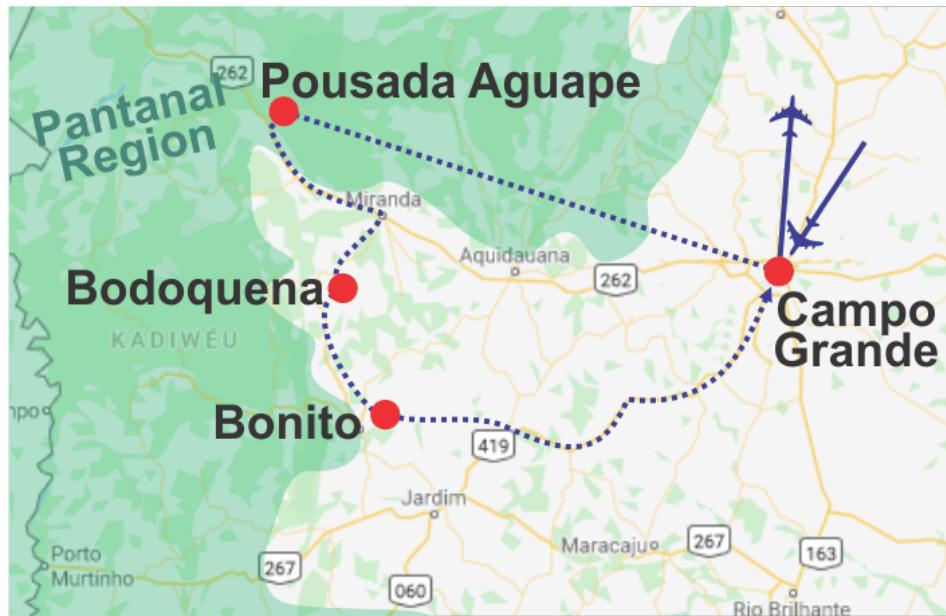 262
Pousada Aguape
Pantanal
Region
Miranda
Aquidauana
262
Bodoquena
Campo
Grande
KADIWÉU
mpo
Bonito
419
Jardim
Maracaju
267
163
Porto
Murtinho
267
060
Rio Brilhante